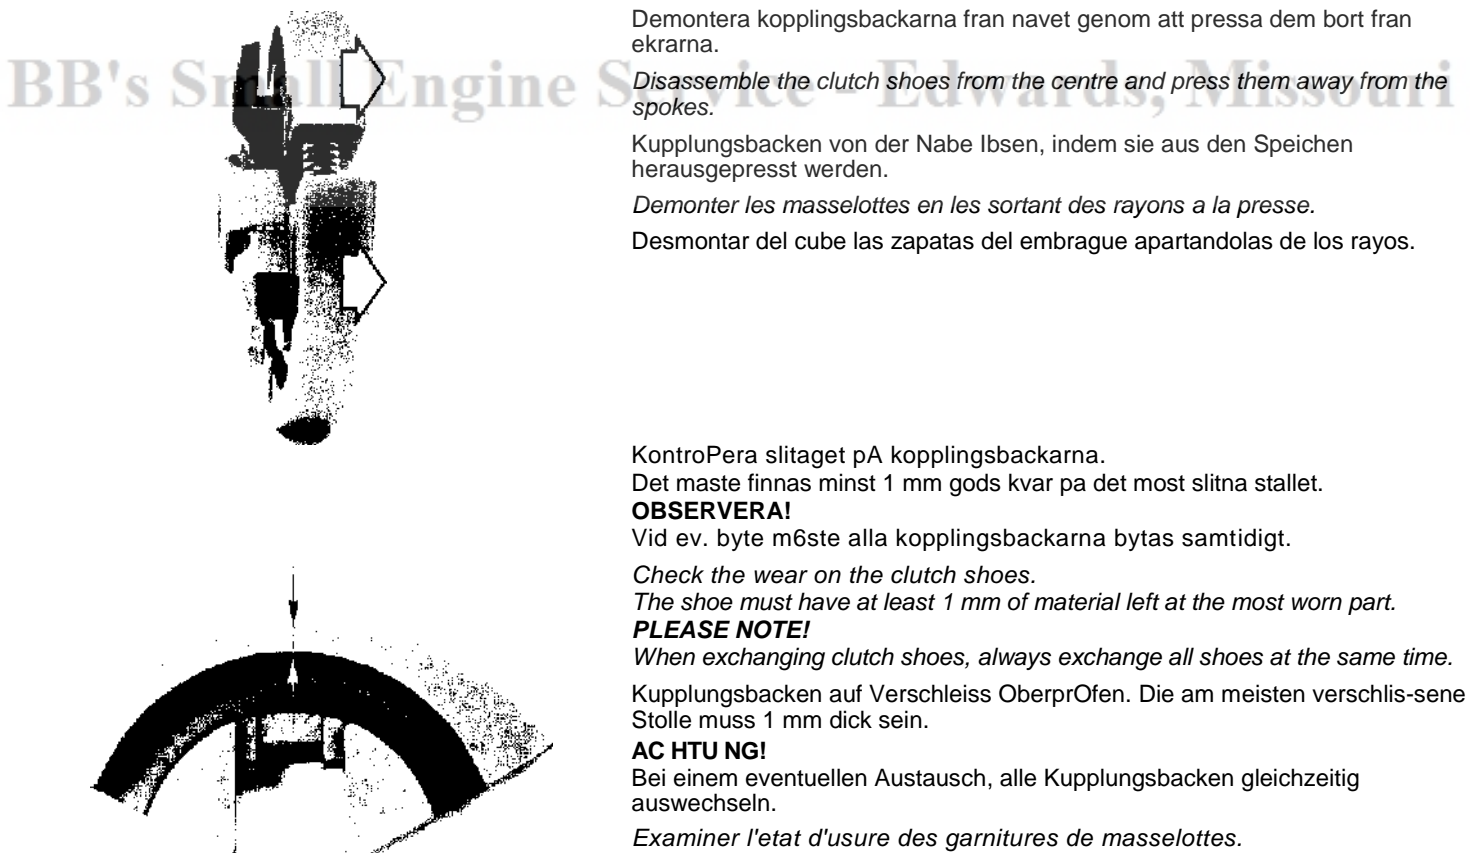 Demontera kopplingsbackarna fran navet genom att pressa dem bort fran
ekrarna.
BB's Small Engine Service - Edwards, Missouri
Disassemble the clutch shoes from the centre and press them away from the
spokes.
Kupplungsbacken von der Nabe Ibsen, indem sie aus den Speichen
herausgepresst werden.
Demonter les masselottes en les sortant des rayons a la presse.
Desmontar del cube las zapatas del embrague apartandolas de los rayos.
KontroPera slitaget pA kopplingsbackarna.
Det maste finnas minst 1 mm gods kvar pa det most slitna stallet.
OBSERVERA!
Vid ev. byte m6ste alla kopplingsbackarna bytas samtidigt.
Check the wear on the clutch shoes.
The shoe must have at least 1 mm of material left at the most worn part.
PLEASE NOTE!
When exchanging clutch shoes, always exchange all shoes at the same time.
Kupplungsbacken auf Verschleiss OberprOfen. Die am meisten verschlis-sene
Stolle muss 1 mm dick sein.
AC HTU NG!
Bei einem eventuellen Austausch, alle Kupplungsbacken gleichzeitig
auswechseln.
Examiner l'etat d'usure des garnitures de masselottes.